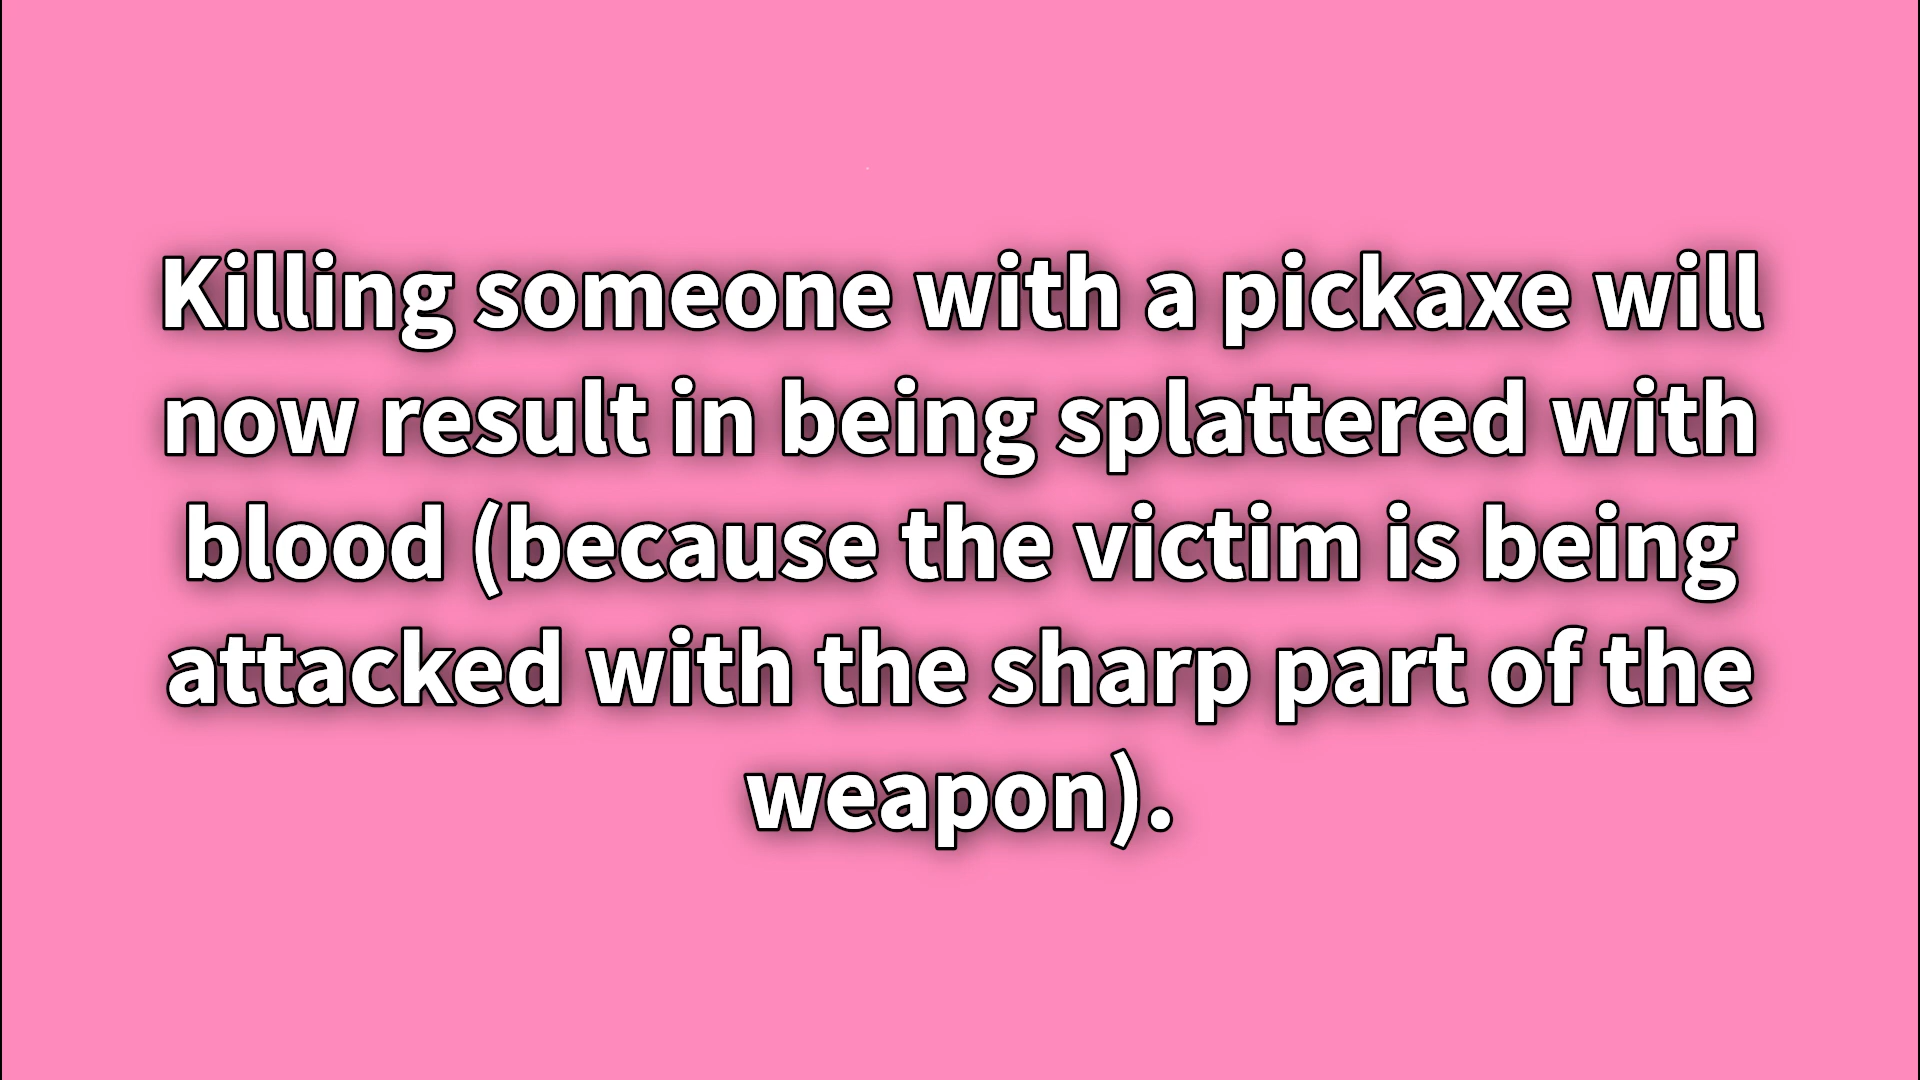 Killing someone with a pickaxe will
now result in being splattered with
blood (because the victim is being
attacked with the sharp part of the
weapon).